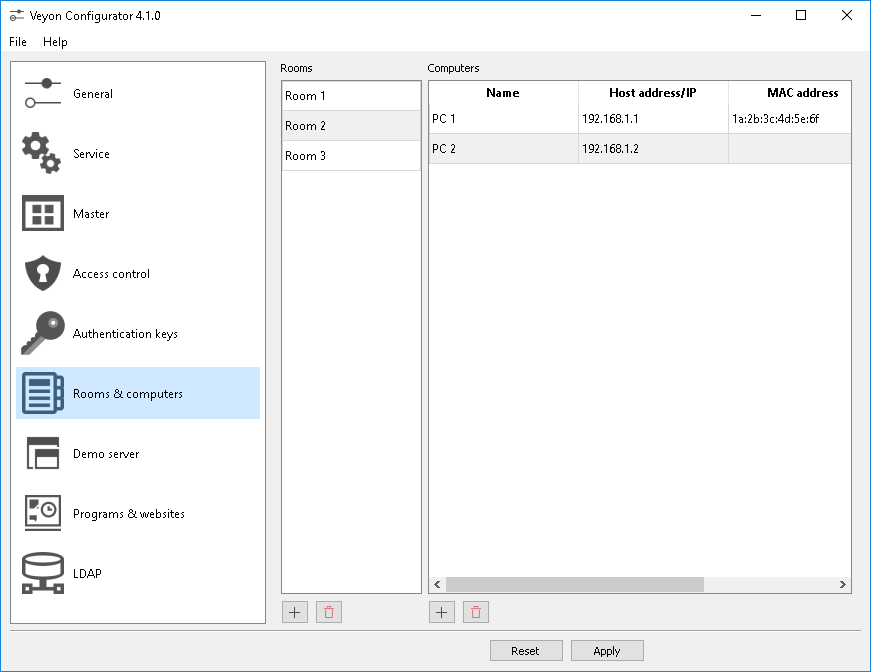 Veyon Configurator 4.1.0
File Help
General
Service
Master
Access control
Authentication keys
Rooms & computers
Demo server
Programs & websites
LDAP
Rooms
Room 1
Room 2
Room 3
Computers
Name Host address/IP MAC address
PC 1 192.168.1.1 1a:2b:3c:4d:5e:6f
PC 2 192.168.1.2
Reset Apply